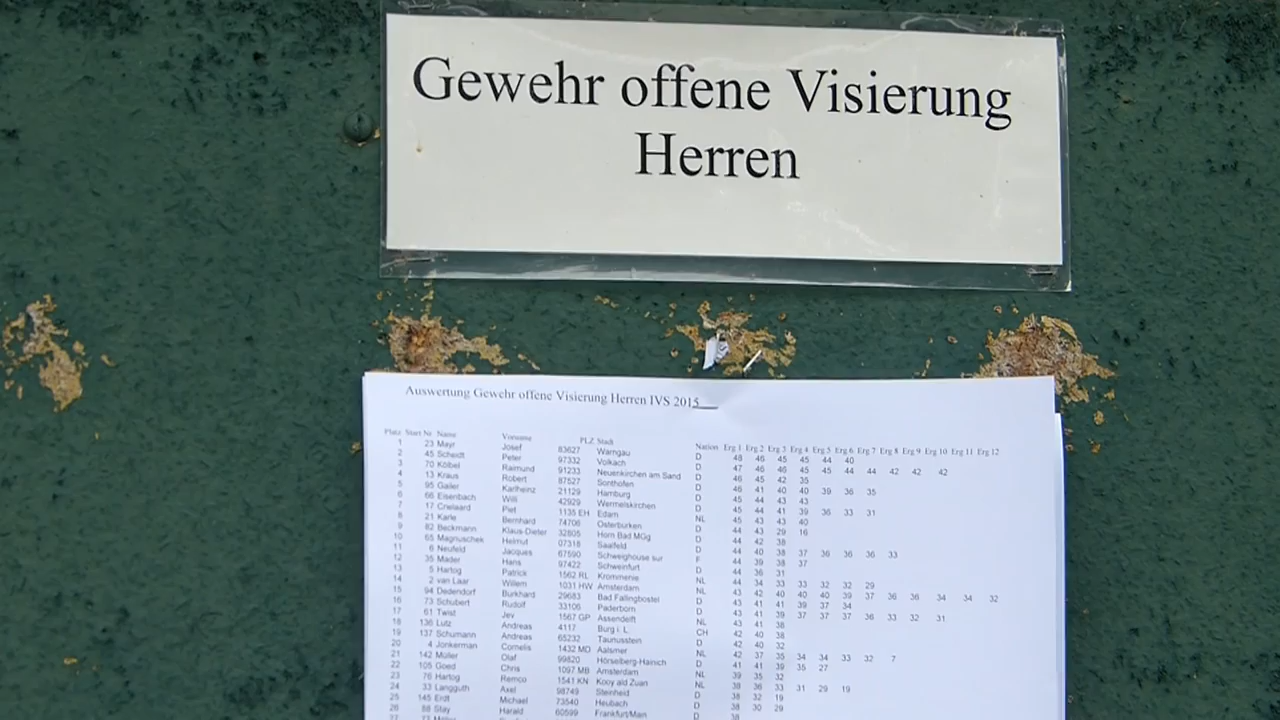 Gewehr offene Visierung
Herren
Auswertung Gewehr offene Visierung Herren IVS 2015
Platz Start Nr Name Vorname PLZ Stadt Nation Erg 1 Erg 2 Erg 3 Erg 4 Erg 5 Erg 6 Erg 7 Erg 8 Erg 9 Erg 10 Erg 11 Erg 12
1 23 Mayr Josef 83627 Warngau D 48 46 45 45 44 40
2 45 Scheidt Peter 97332 Volkach D 47 46 46 45 45 44 44 42 42 42
3 70 Kölbel Raimund 91233 Neuenkirchen am Sand D 46 45 42 35
4 13 Kraus Robert 87527 Sonthofen D 46 41 40 40 39 36 35
5 95 Gailer Karlheinz 21129 Hamburg D 45 44 43 43
6 66 Eisenbach Willi 42929 Wermelskirchen D 45 44 41 39 36 33 31
7 17 Crielaard Piet 1135 EH Edam NL 45 43 43 40
8 21 Karle Bernhard 74706 Osterburken D 44 43 29 16
9 82 Beckmann Klaus-Dieter 32805 Horn Bad D 44 42 38
10 65 Magnuschek Helmut 07318 Saalfeld D 44 40 38 37 36 36 36 33
11 6 Neufeld Jacques 67590 Schweighouse sur F 44 39 38 37
12 35 Mader Hans 97422 Schweinfurt D 44 36 31
13 5 Hartog Patrick 1562 RL Krommenie NL 44 34 33 33 32 32 29
14 2 van Laar Willem 1031 HW Amsterdam NL 43 42 40 40 40 39 37 36 36 34 34 32
15 94 Dedendorf Burkhard 29683 Bad Fallingbostel D 43 41 41 39 37 34
16 73 Schubert Rudolf 33106 Paderborn D 43 41 39 37 37 37 36 33 32 31
17 61 Twist Jev 1567 GP Assendelft NL 43 41 38
18 136 Lutz Andreas 4117 Burg i. L CH 42 40 38
19 137 Schumann Andreas 65232 Taunusstein D 42 40 32
20 4 Jonkerman Cornelis 1432 MD Aalsmer NL 42 37 35 34 34 33 32 7
21 142 Müller Olaf 99820 Hörselberg-Hainich D 41 41 39 35 27
22 105 Goed Chris 1097 MB Amsterdam NL 39 35 32
23 76 Hartog Remco 1541 KN Kooy ald Zuan NL 38 36 33 31 29 19
24 33 Langguth Axel 98749 Steinheid D 38 32 19
25 145 Erdt Michael 73540 Heubach D 38 30 29
26 88 Stay Harald 60599 Frankfurt/Main D 38
27